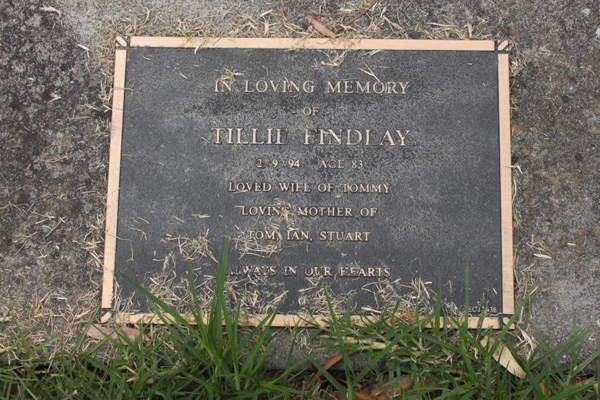 IN LOVING MEMORY
OF
TILLIE FINDLAY
2 . 9 . 94 AGE 83
LOVED WIFE OF TOMMY
LOVING MOTHER OF
TOM, IAN, STUART
ALWAYS IN OUR HEARTS